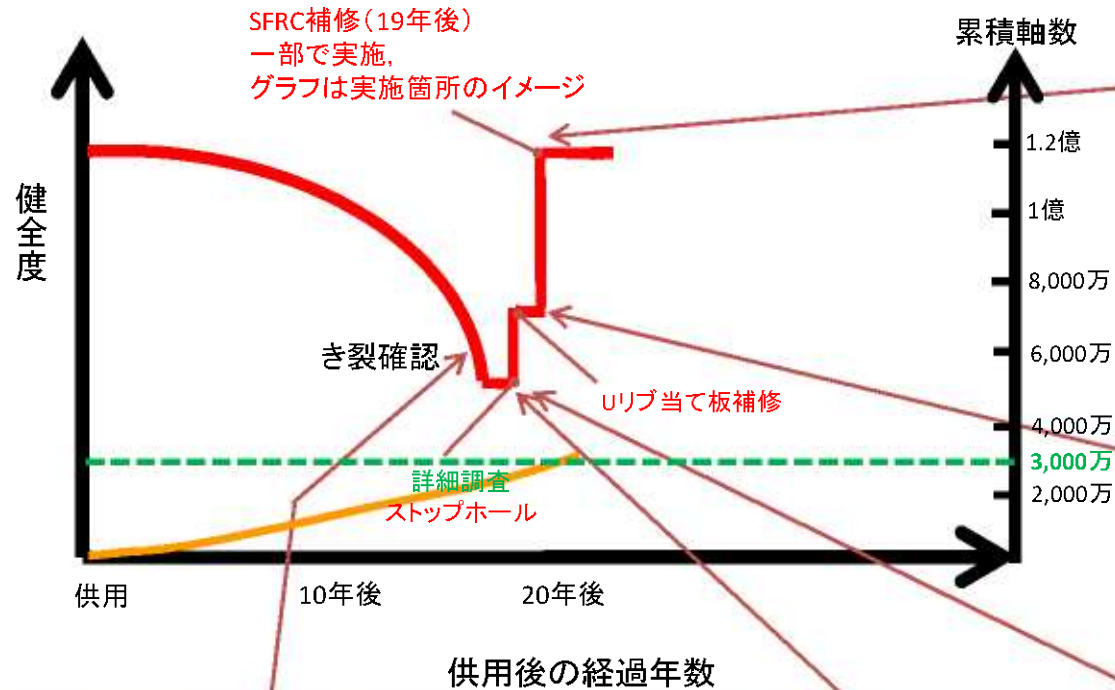 SFRC補修(19年後)
一部で実施,
グラフは実施箇所のイメージ
累積軸数
1.2億
1億
8,000万
6,000万
4,000万
3,000万
2,000万
健全度
き裂確認
Uリブ当て板補修
詳細調査
ストップホール
供用
10年後
20年後
供用後の経過年数